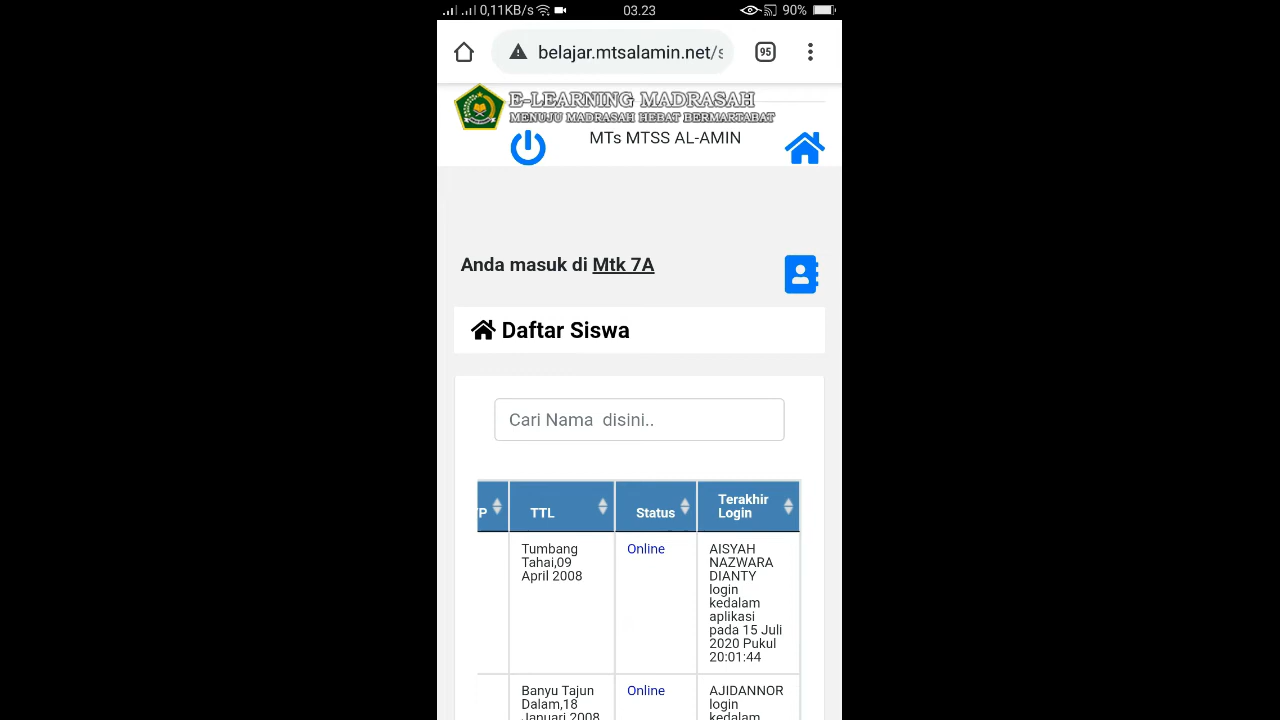 0,11KB/s 03.23 90%
belajar.mtsalamin.net/s 95
E-LEARNING MADRASAH
MENUJU MADRASAH HEBAT BERMARTABAT
MTs MTSS AL-AMIN
Anda masuk di Mtk 7A
Daftar Siswa
Cari Nama disini..
/P TTL Status Terakhir
Login
Tumbang
Tahai,09
April 2008
Online
AISYAH
NAZWARA
DIANTY
login
kedalam
aplikasi
pada 15 Juli
2020 Pukul
20:01:44
Banyu Tajun
Dalam,18
Januari 2008
Online
AJIDANNOR
login
kedalam